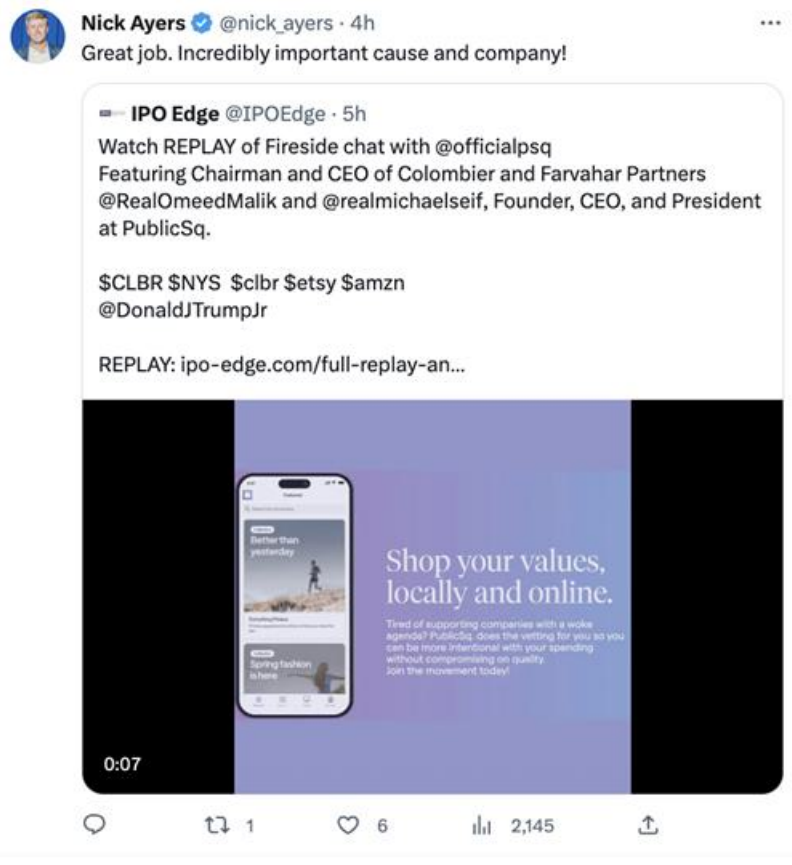 Nick Ayers @nick_ayers · 4h
Great job. Incredibly important cause and company!
IPO Edge @IPOEdge · 5h
Watch REPLAY of Fireside chat with @officialpsq
Featuring Chairman and CEO of Colombier and Farvahar Partners
@RealOmeedMalik and @realmichaelseif, Founder, CEO, and President
at PublicSq.
$CLBR $NYS $clbr $etsy $amzn
@DonaldJTrumpJr
REPLAY: ipo-edge.com/full-replay-an...
Better than
yesterday
Spring fashion
is here
Shop your values,
locally and online.
Tired of supporting companies with a woke
agenda? PublicSq. does the vetting for you so you
can be more intentional with your spending
without compromising on quality.
Join the movement today!
0:07
1 6 2,145